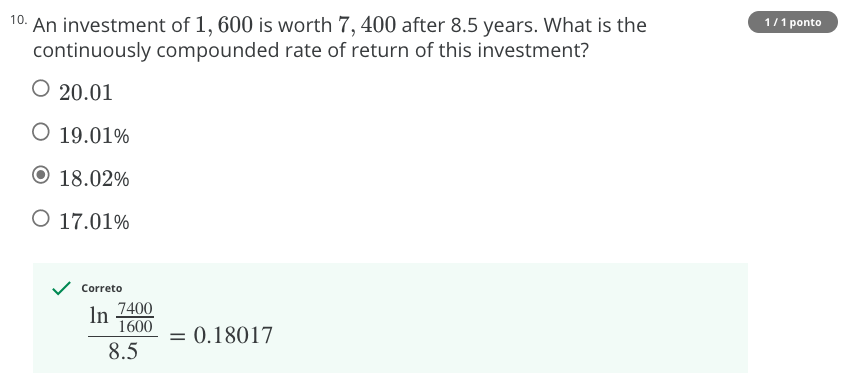 10. An investment of 1, 600 is worth 7, 400 after 8.5 years. What is the
1 / 1 ponto
continuously compounded rate of return of this investment?
20.01
19.01%
18.02%
17.01%
Correto
ln 7400/1600 / 8.5 = 0.18017